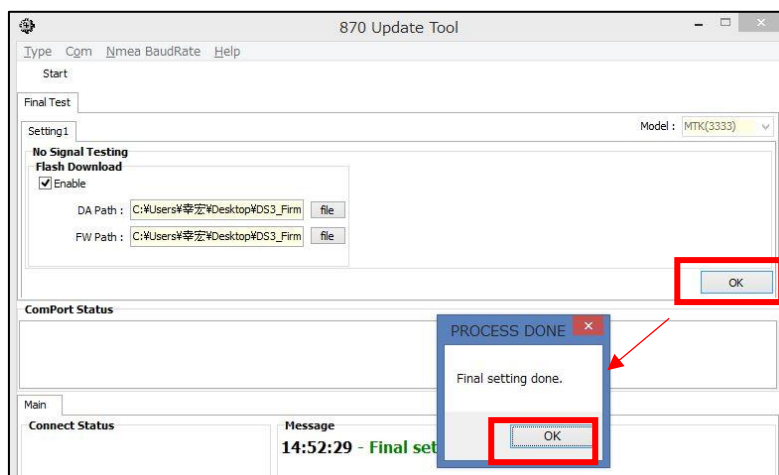 870 Update Tool
Type Com Nmea BaudRate Help
Start
Final Test
Setting1
Model : MTK(3333)
No Signal Testing
Flash Download
Enable
DA Path : C:¥Users¥幸宏¥Desktop¥DS3_Firm file
FW Path : C:¥Users¥幸宏¥Desktop¥DS3_Firm file
OK
ComPort Status
PROCESS DONE
Final setting done.
OK
Main
Connect Status
Message
14:52:29 - Final set